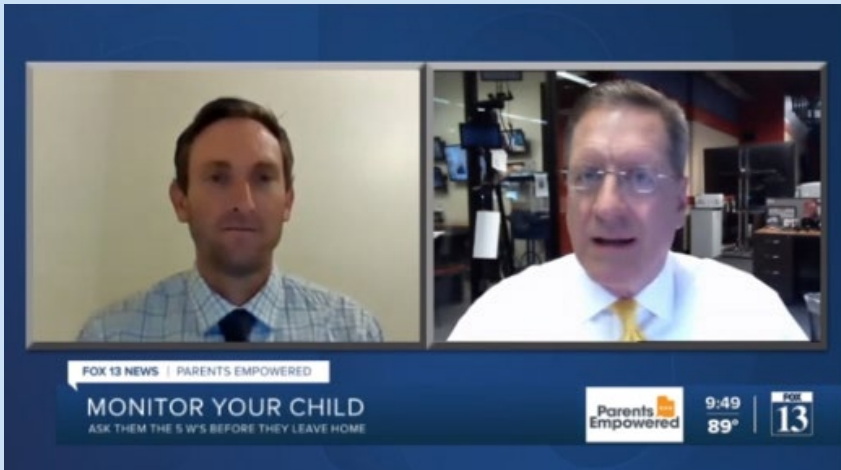 FOX 13 NEWS | PARENTS EMPOWERED
MONITOR YOUR CHILD
ASK THEM THE 5 W'S BEFORE THEY LEAVE HOME
Parents
Empowered
9:49
89°
FOX
13